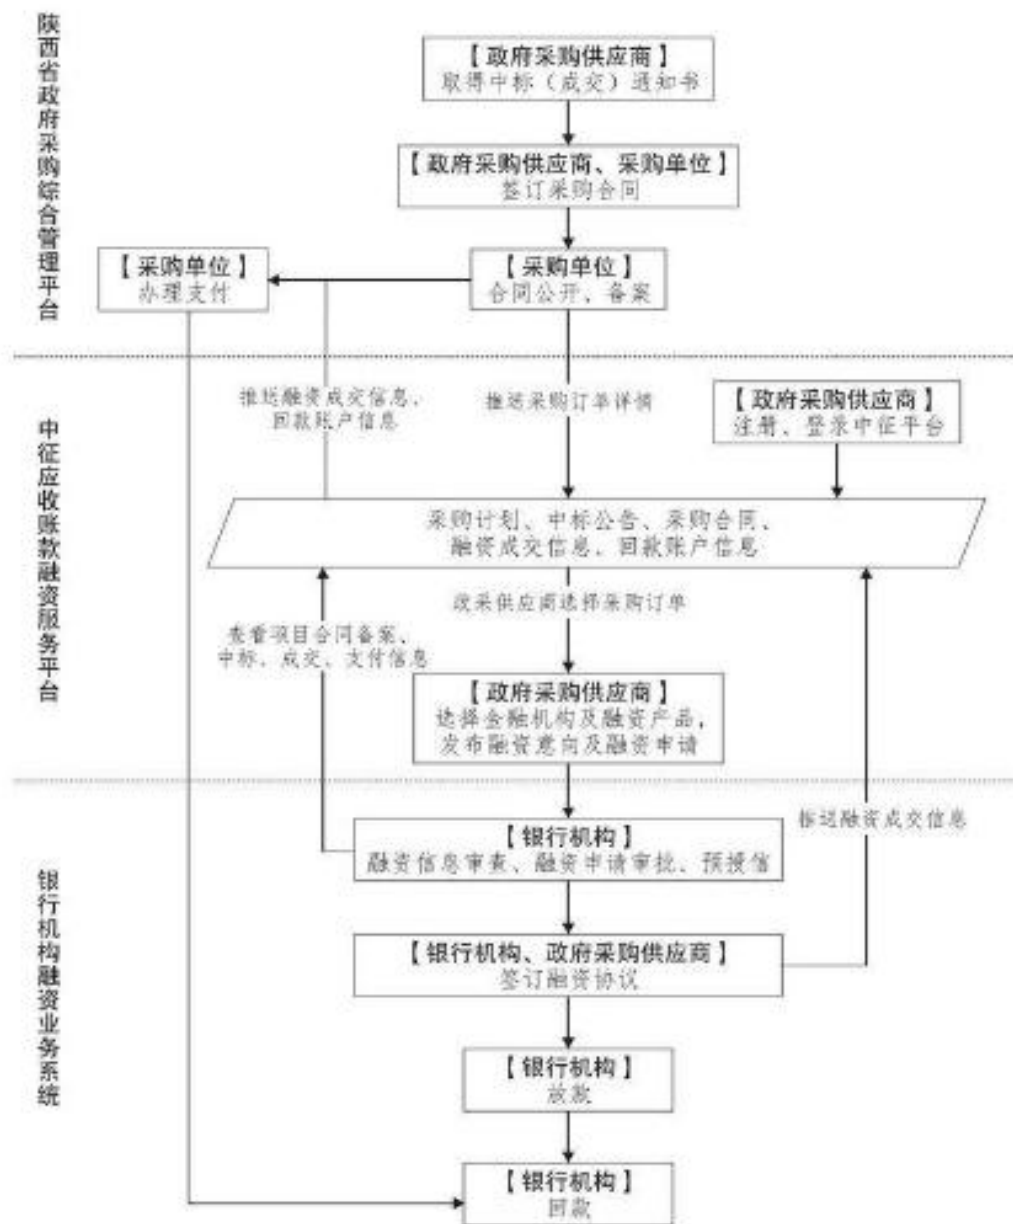 陕西省政府采购综合管理平台
【政府采购供应商】
取得中标（成交）通知书
【政府采购供应商、采购单位】
签订采购合同
【采购单位】
办理支付
【采购单位】
合同公开、备案
中征应收账款融资服务平台
推送融资成交信息、
回款账户信息
推送采购订单详情
【政府采购供应商】
注册、登录中征平台
采购计划、中标公告、采购合同、
融资成交信息、回款账户信息
政采供应商选择采购订单
查看项目合同备案、
中标、成交、支付信息
【政府采购供应商】
选择金融机构及融资产品，
发布融资意向及融资申请
银行机构融资业务系统
【银行机构】
融资信息审查、融资申请审批、预授信
推送融资成交信息
【银行机构、政府采购供应商】
签订融资协议
【银行机构】
放款
【银行机构】
回款